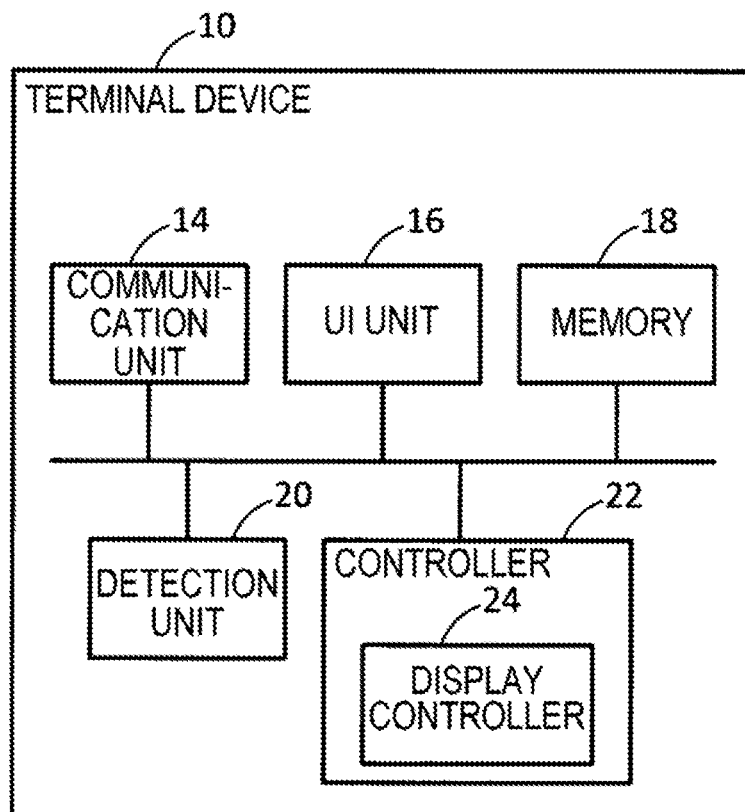 10
TERMINAL DEVICE
14
16
18
COMMUNI-
CATION
UNIT
UI UNIT
MEMORY
20
22
DETECTION
UNIT
CONTROLLER
24
DISPLAY
CONTROLLER